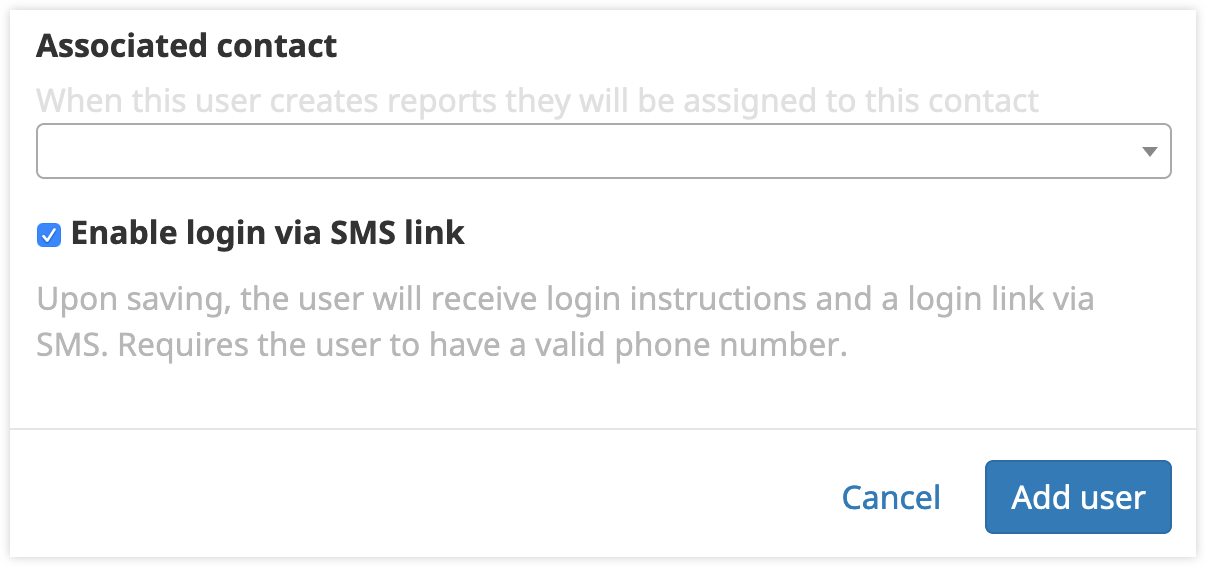 Associated contact
When this user creates reports they will be assigned to this contact
Enable login via SMS link
Upon saving, the user will receive login instructions and a login link via
SMS. Requires the user to have a valid phone number.
Cancel
Add user